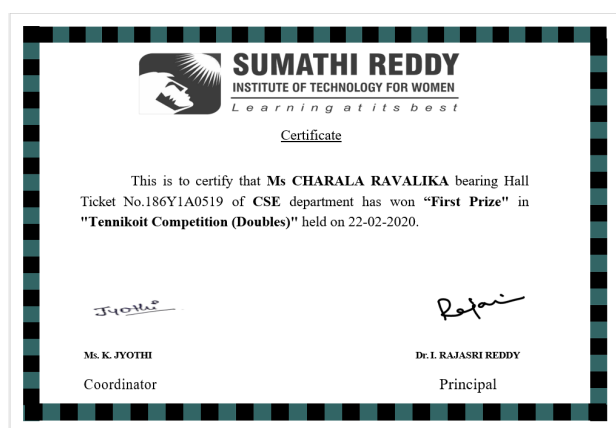 SUMATHI REDDY
INSTITUTE OF TECHNOLOGY FOR WOMEN
Learning at its best
Certificate
This is to certify that Ms CHARALA RAVALIKA bearing Hall
Ticket No.186Y1A0519 of CSE department has won “First Prize" in
"Tennikoit Competition (Doubles)" held on 22-02-2020.
Jyothi
Rajasri
Ms. K. JYOTHI
Dr. I. RAJASRI REDDY
Coordinator
Principal